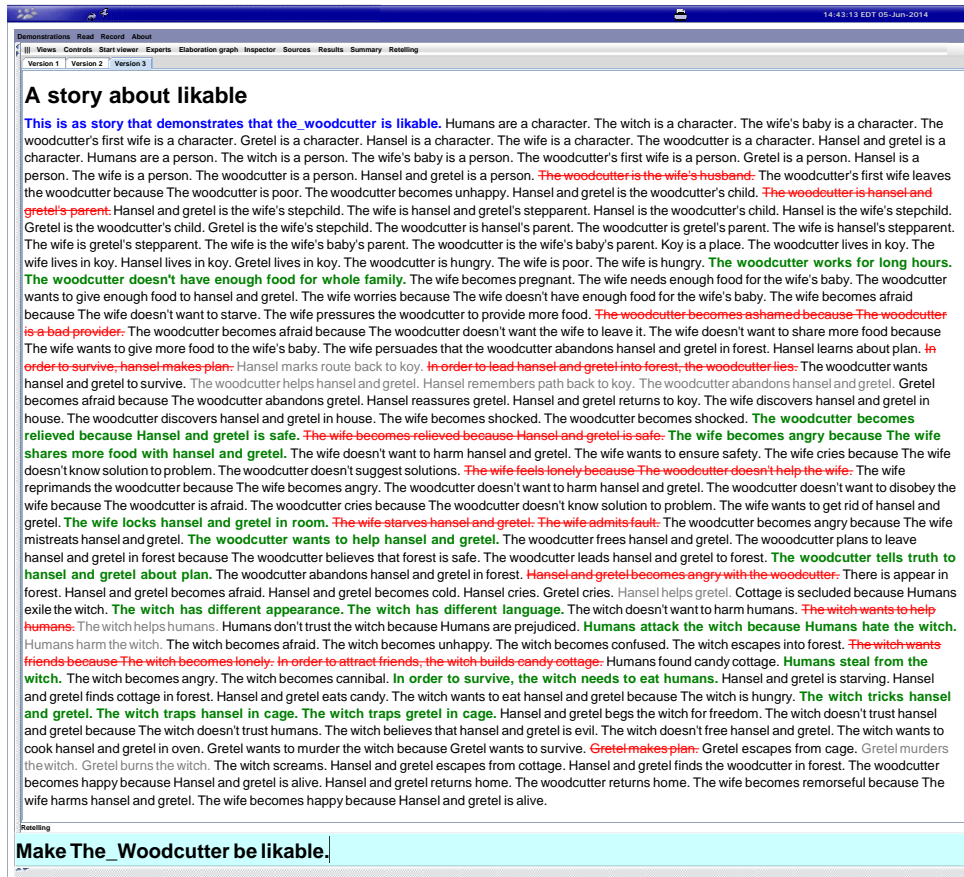 14:43:13 EDT 05-Jun-2014
Demonstrations Read Record About
||| Views Controls Start viewer Experts Elaboration graph Inspector Sources Results Summary Retelling
Version 1 Version 2 Version 3
A story about likable
This is as story that demonstrates that the_woodcutter is likable. Humans are a character. The witch is a character. The wife's baby is a character. The
woodcutter's first wife is a character. Gretel is a character. Hansel is a character. The wife is a character. The woodcutter is a character. Hansel and gretel is a
character. Humans are a person. The witch is a person. The wife's baby is a person. The woodcutter's first wife is a person. Gretel is a person. Hansel is a
person. The wife is a person. The woodcutter is a person. Hansel and gretel is a person. The woodcutter is the wife's husband. The woodcutter's first wife leaves
the woodcutter because The woodcutter is poor. The woodcutter becomes unhappy. Hansel and gretel is the woodcutter's child. The woodcutter is hansel and
gretel's parent. Hansel and gretel is the wife's stepchild. The wife is hansel and gretel's stepparent. Hansel is the woodcutter's child. Hansel is the wife's stepchild.
Gretel is the woodcutter's child. Gretel is the wife's stepchild. The woodcutter is hansel's parent. The woodcutter is gretel's parent. The wife is hansel's stepparent.
The wife is gretel's stepparent. The wife is the wife's baby's parent. The woodcutter is the wife's baby's parent. Koy is a place. The woodcutter lives in koy. The
wife lives in koy. Hansel lives in koy. Gretel lives in koy. The woodcutter is hungry. The wife is poor. The wife is hungry. The woodcutter works for long hours.
The woodcutter doesn't have enough food for whole family. The wife becomes pregnant. The wife needs enough food for the wife's baby. The woodcutter
wants to give enough food to hansel and gretel. The wife worries because The wife doesn't have enough food for the wife's baby. The wife becomes afraid
because The wife doesn't want to starve. The wife pressures the woodcutter to provide more food. The woodcutter becomes ashamed because The woodcutter
is a bad provider. The woodcutter becomes afraid because The woodcutter doesn't want the wife to leave it. The wife doesn't want to share more food because
The wife wants to give more food to the wife's baby. The wife persuades that the woodcutter abandons hansel and gretel in forest. Hansel learns about plan. In
order to survive, hansel makes plan. Hansel marks route back to koy. In order to lead hansel and gretel into forest, the woodcutter lies. The woodcutter wants
hansel and gretel to survive. The woodcutter helps hansel and gretel. Hansel remembers path back to koy. The woodcutter abandons hansel and gretel. Gretel
becomes afraid because The woodcutter abandons gretel. Hansel reassures gretel. Hansel and gretel returns to koy. The wife discovers hansel and gretel in
house. The woodcutter discovers hansel and gretel in house. The wife becomes shocked. The woodcutter becomes shocked. The woodcutter becomes
relieved because Hansel and gretel is safe. The wife becomes relieved because Hansel and gretel is safe. The wife becomes angry because The wife
shares more food with hansel and gretel. The wife doesn't want to harm hansel and gretel. The wife wants to ensure safety. The wife cries because The wife
doesn't know solution to problem. The woodcutter doesn't suggest solutions. The wife feels lonely because The woodcutter doesn't help the wife. The wife
reprimands the woodcutter because The wife becomes angry. The woodcutter doesn't want to harm hansel and gretel. The woodcutter doesn't want to disobey the
wife because The woodcutter is afraid. The woodcutter cries because The woodcutter doesn't know solution to problem. The wife wants to get rid of hansel and
gretel. The wife locks hansel and gretel in room. The wife starves hansel and gretel. The wife admits fault. The woodcutter becomes angry because The wife
mistreats hansel and gretel. The woodcutter wants to help hansel and gretel. The woodcutter frees hansel and gretel. The wooodcutter plans to leave
hansel and gretel in forest because The woodcutter believes that forest is safe. The woodcutter leads hansel and gretel to forest. The woodcutter tells truth to
hansel and gretel about plan. The woodcutter abandons hansel and gretel in forest. Hansel and gretel becomes angry with the woodcutter. There is appear in
forest. Hansel and gretel becomes afraid. Hansel and gretel becomes cold. Hansel cries. Gretel cries. Hansel helps gretel. Cottage is secluded because Humans
exile the witch. The witch has different appearance. The witch has different language. The witch doesn't want to harm humans. The witch wants to help
humans. The witch helps humans. Humans don't trust the witch because Humans are prejudiced. Humans attack the witch because Humans hate the witch.
Humans harm the witch. The witch becomes afraid. The witch becomes unhappy. The witch becomes confused. The witch escapes into forest. The witch wants
friends because The witch becomes lonely. In order to attract friends, the witch builds candy cottage. Humans found candy cottage. Humans steal from the
witch. The witch becomes angry. The witch becomes cannibal. In order to survive, the witch needs to eat humans. Hansel and gretel is starving. Hansel
and gretel finds cottage in forest. Hansel and gretel eats candy. The witch wants to eat hansel and gretel because The witch is hungry. The witch tricks hansel
and gretel. The witch traps hansel in cage. The witch traps gretel in cage. Hansel and gretel begs the witch for freedom. The witch doesn't trust hansel
and gretel because The witch doesn't trust humans. The witch believes that hansel and gretel is evil. The witch doesn't free hansel and gretel. The witch wants to
cook hansel and gretel in oven. Gretel wants to murder the witch because Gretel wants to survive. Gretel makes plan. Gretel escapes from cage. Gretel murders
the witch. Gretel burns the witch. The witch screams. Hansel and gretel escapes from cottage. Hansel and gretel finds the woodcutter in forest. The woodcutter
becomes happy because Hansel and gretel is alive. Hansel and gretel returns home. The woodcutter returns home. The wife becomes remorseful because The
wife harms hansel and gretel. The wife becomes happy because Hansel and gretel is alive.
Retelling
Make The_Woodcutter be likable.